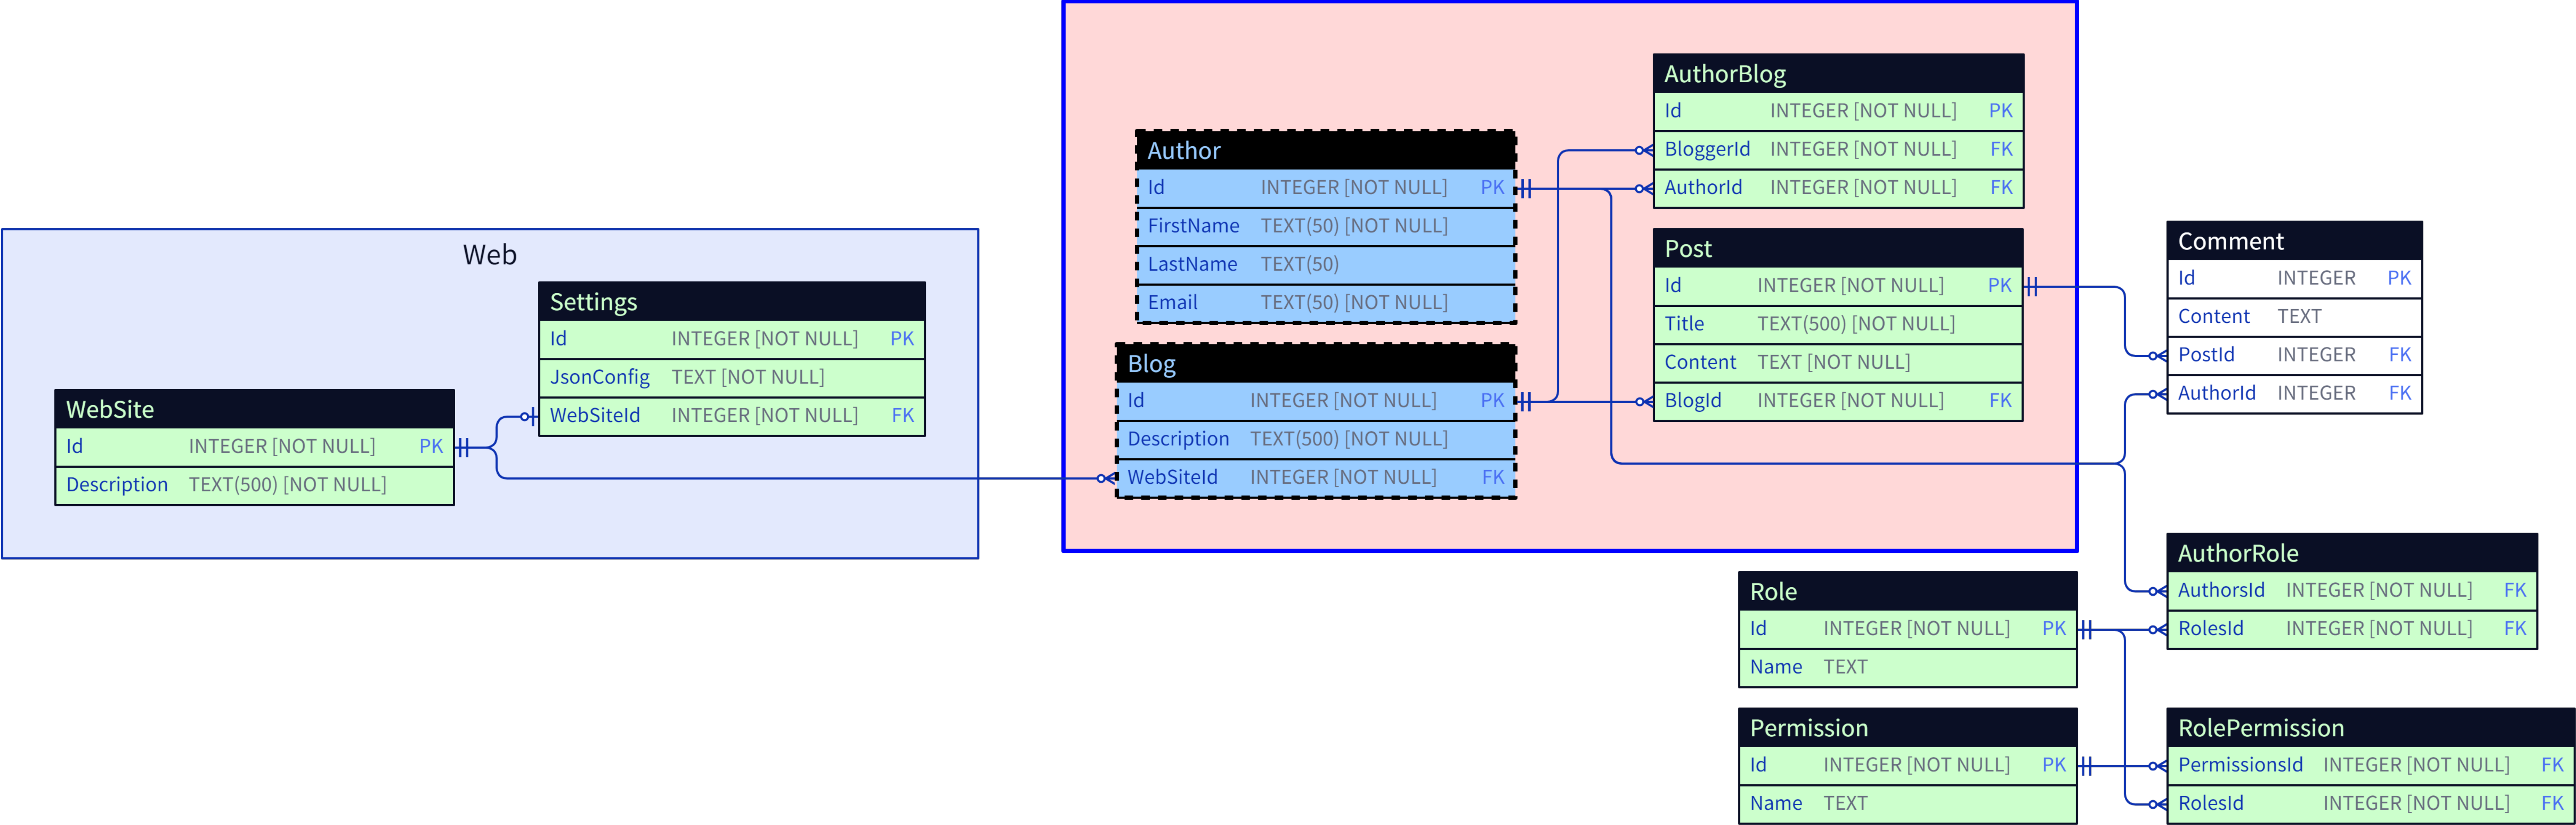 Web
WebSite
Id INTEGER [NOT NULL] PK
Description TEXT(500) [NOT NULL]
Settings
Id INTEGER [NOT NULL] PK
JsonConfig TEXT [NOT NULL]
WebSiteId INTEGER [NOT NULL] FK
Author
Id INTEGER [NOT NULL] PK
FirstName TEXT(50) [NOT NULL]
LastName TEXT(50)
Email TEXT(50) [NOT NULL]
Blog
Id INTEGER [NOT NULL] PK
Description TEXT(500) [NOT NULL]
WebSiteId INTEGER [NOT NULL] FK
AuthorBlog
Id INTEGER [NOT NULL] PK
BloggerId INTEGER [NOT NULL] FK
AuthorId INTEGER [NOT NULL] FK
Post
Id INTEGER [NOT NULL] PK
Title TEXT(500) [NOT NULL]
Content TEXT [NOT NULL]
BlogId INTEGER [NOT NULL] FK
Comment
Id INTEGER PK
Content TEXT
PostId INTEGER FK
AuthorId INTEGER FK
Role
Id INTEGER [NOT NULL] PK
Name TEXT
AuthorRole
AuthorsId INTEGER [NOT NULL] FK
RolesId INTEGER [NOT NULL] FK
Permission
Id INTEGER [NOT NULL] PK
Name TEXT
RolePermission
PermissionsId INTEGER [NOT NULL] FK
RolesId INTEGER [NOT NULL] FK